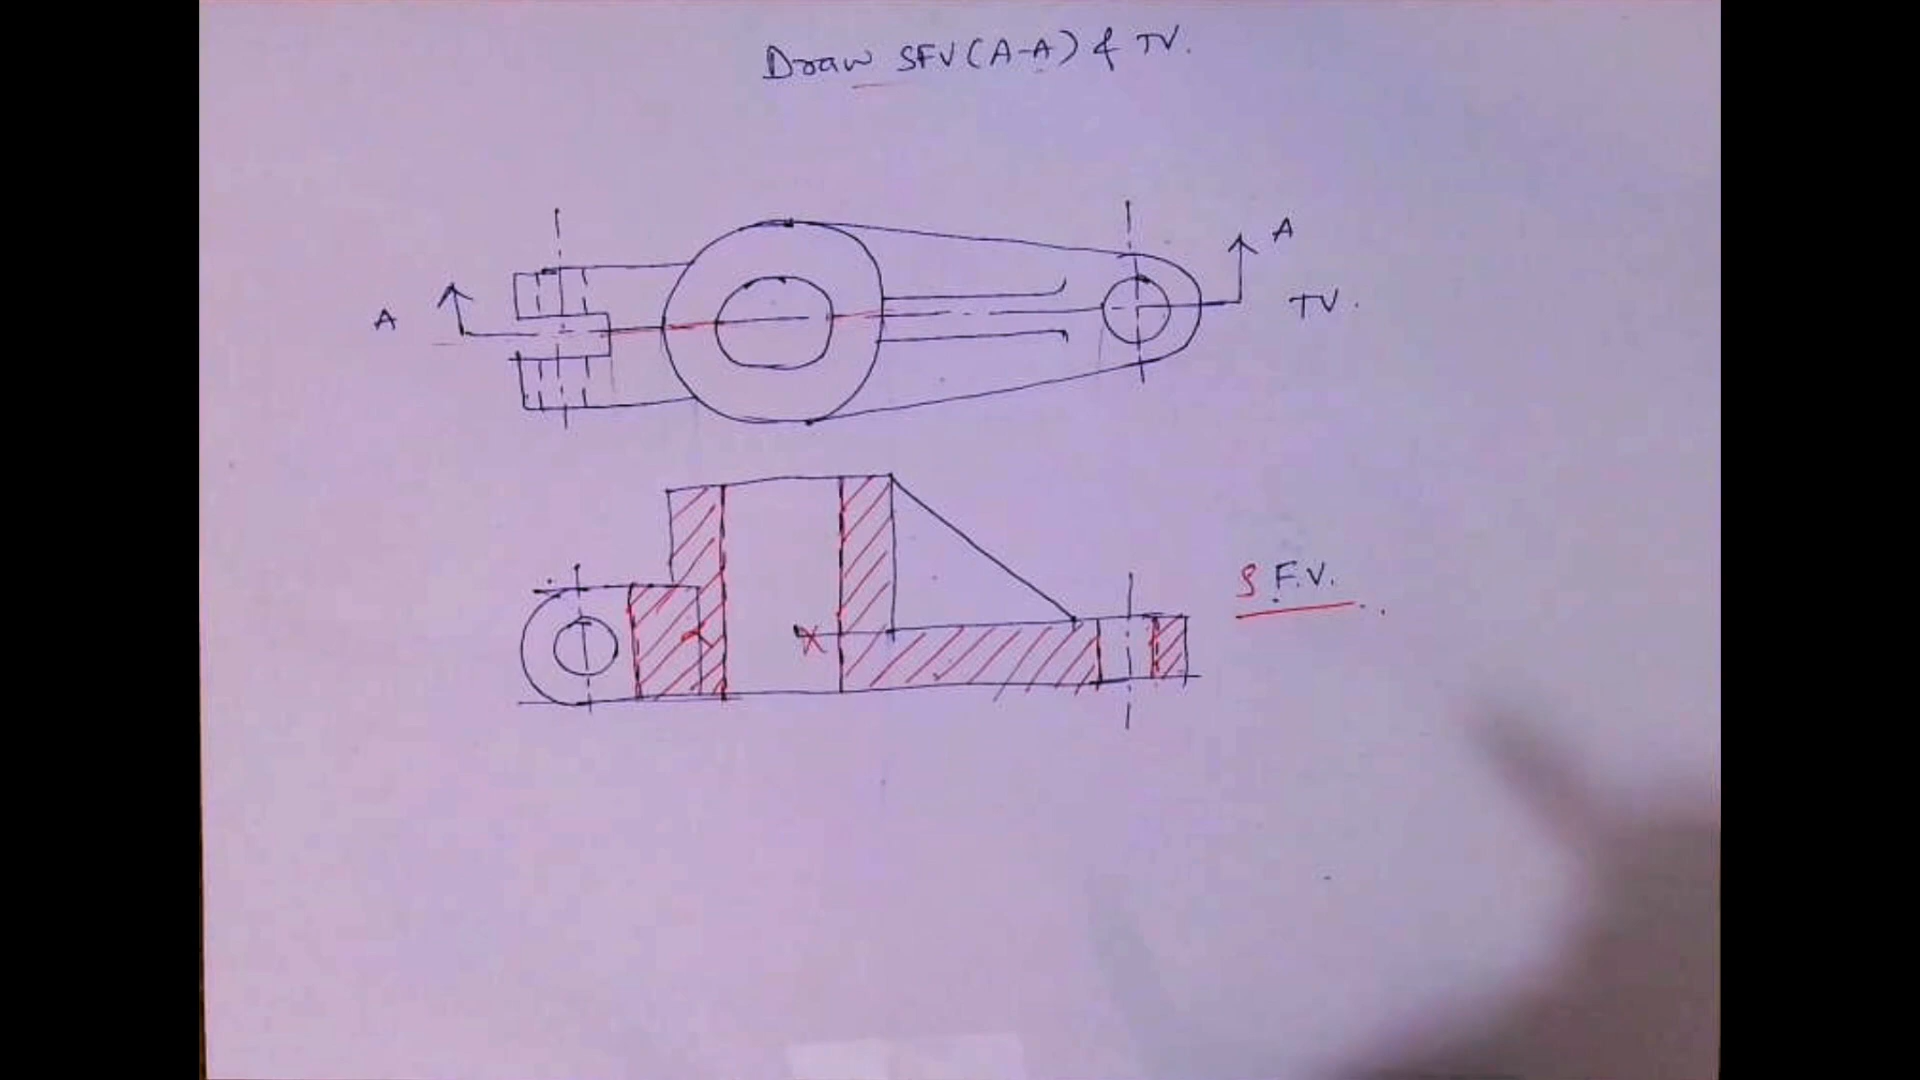 Draw SFV (A-A) & TV.
A
A
TV.
S F.V.